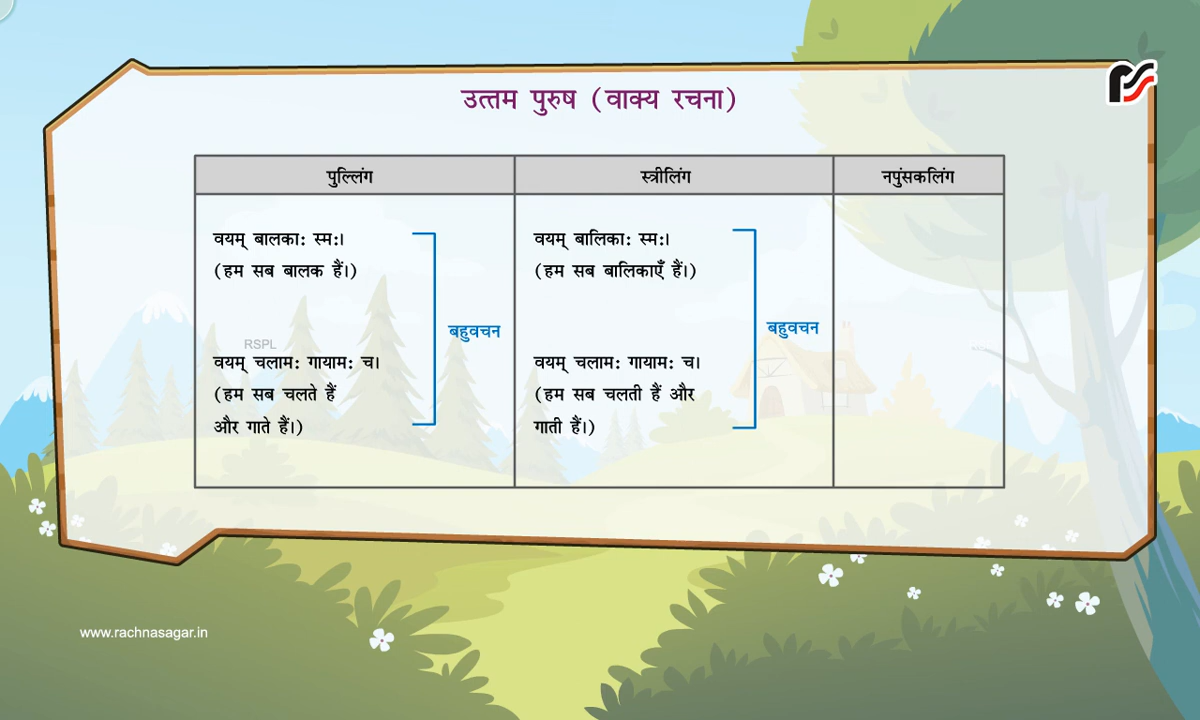 उत्तम पुरुष (वाक्य रचना)
पुल्लिंग
स्त्रीलिंग
नपुंसकलिंग
वयम् बालका: स्म:।
(हम सब बालक हैं।)
बहुवचन
RSPL
वयम् चलाम: गायाम: च।
(हम सब चलते हैं
और गाते हैं।)
वयम् बालिका: स्म:।
(हम सब बालिकाएँ हैं।)
बहुवचन
वयम् चलाम: गायाम: च।
(हम सब चलती हैं और
गाती हैं।)
www.rachnasagar.in